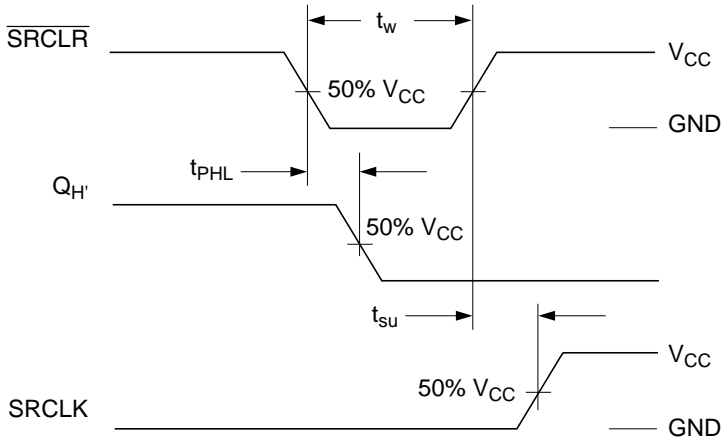 SRCLR
t_w
V_CC
50% V_CC
GND
t_PHL
Q_H'
50% V_CC
t_su
V_CC
50% V_CC
SRCLK
GND